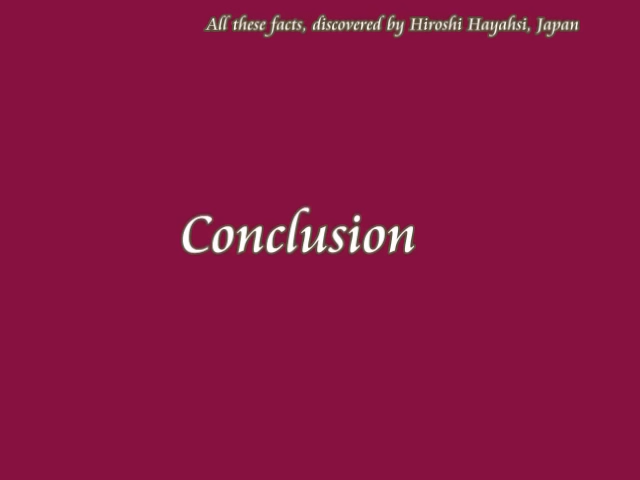 All these facts, discovered by Hiroshi Hayahsi, Japan
Conclusion